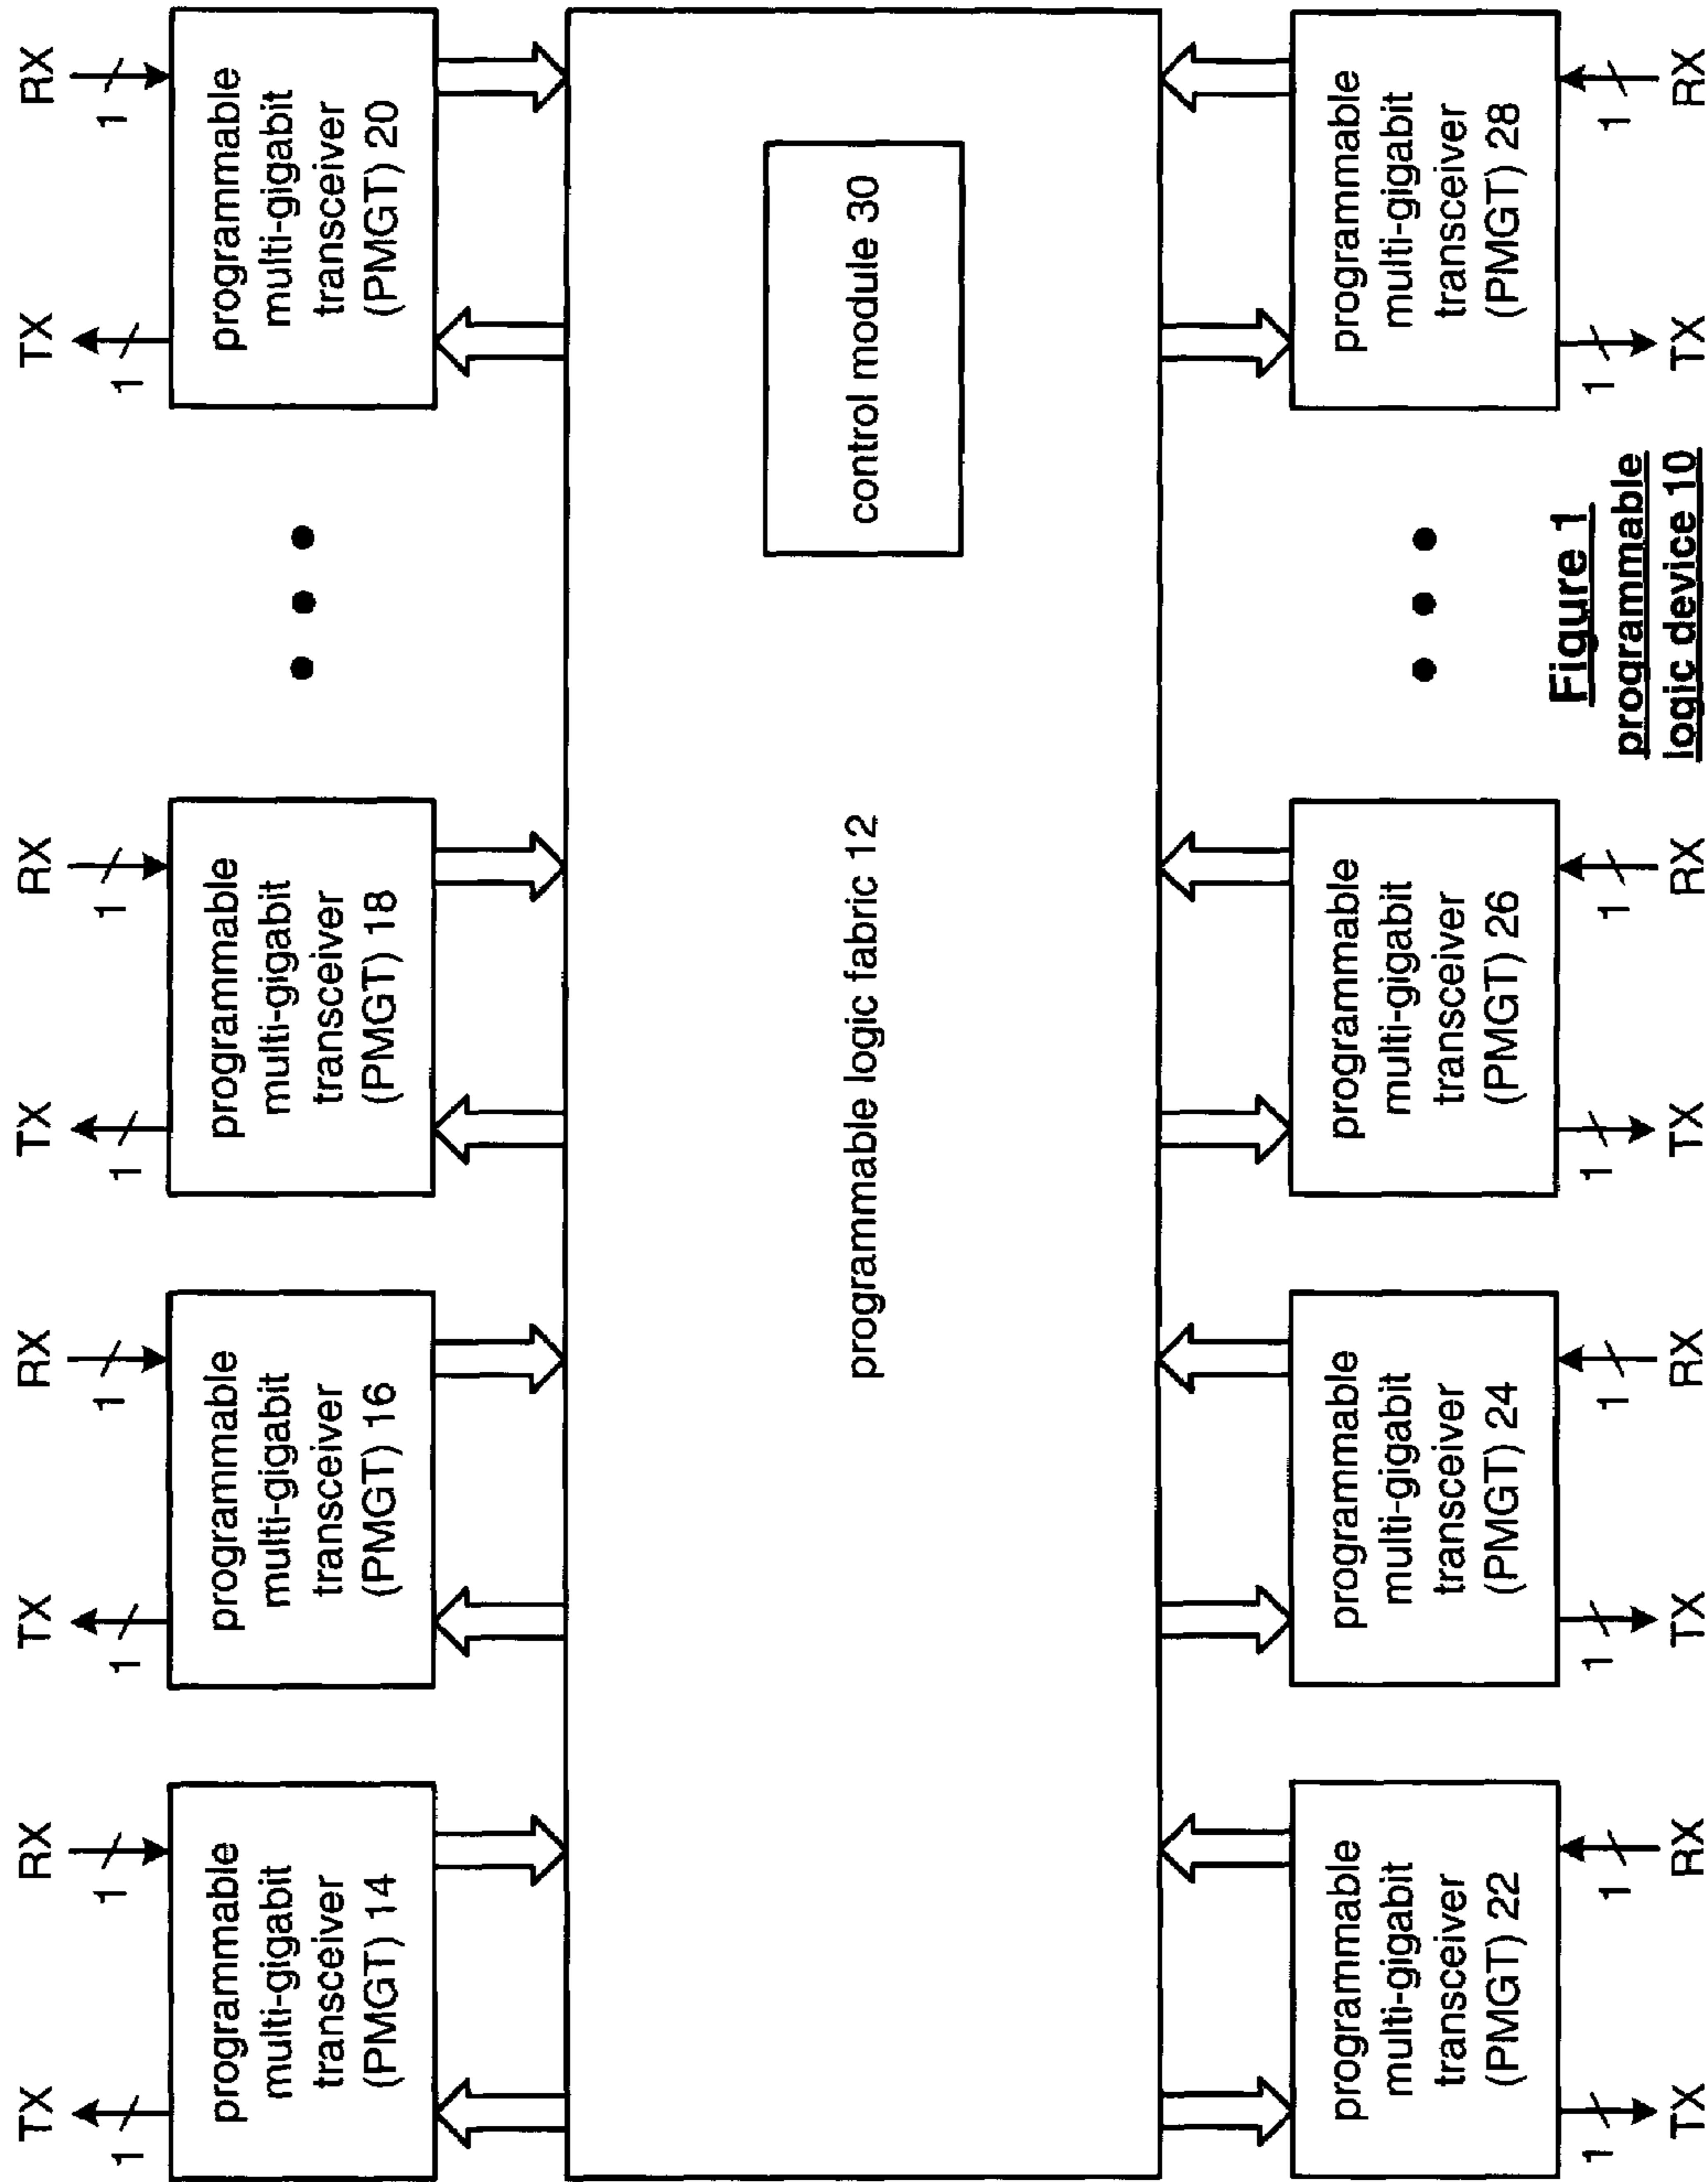 TX
RX
TX
RX
TX
RX
TX
RX
1
1
1
1
1
1
1
1
programmable
multi-gigabit
transceiver
(PMGT) 14
programmable
multi-gigabit
transceiver
(PMGT) 16
programmable
multi-gigabit
transceiver
(PMGT) 18
programmable
multi-gigabit
transceiver
(PMGT) 20
programmable logic fabric 12
control module 30
programmable
multi-gigabit
transceiver
(PMGT) 22
programmable
multi-gigabit
transceiver
(PMGT) 24
programmable
multi-gigabit
transceiver
(PMGT) 26
programmable
multi-gigabit
transceiver
(PMGT) 28
1
1
1
1
1
1
1
1
TX
RX
TX
RX
TX
RX
TX
RX
Figure 1
programmable
logic device 10